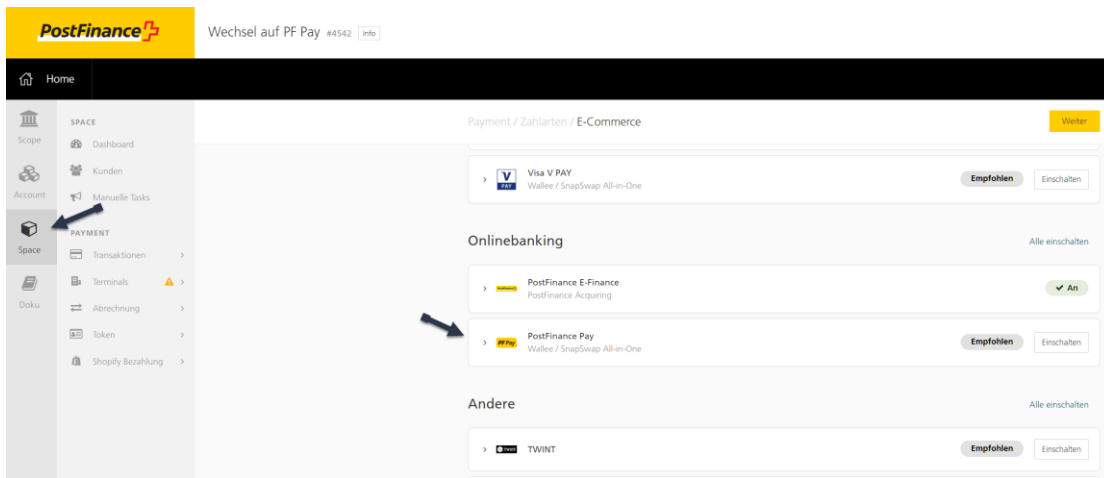 PostFinance
Wechsel auf PF Pay #4542 Info
Home
Scope
Account
Space
Doku
SPACE
Dashboard
Kunden
Manuelle Tasks
PAYMENT
Transaktionen
Terminals
Abrechnung
Token
Shopify Bezahlung
Payment / Zahlarten / E-Commerce
Weiter
V PAY
Visa V PAY
Wallee / SnapSwap All-in-One
Empfohlen
Einschalten
Onlinebanking
Alle einschalten
PostFinance E-Finance
PostFinance Acquiring
An
PF Pay
PostFinance Pay
Wallee / SnapSwap All-in-One
Empfohlen
Einschalten
Andere
Alle einschalten
TWINT
TWINT
Empfohlen
Einschalten